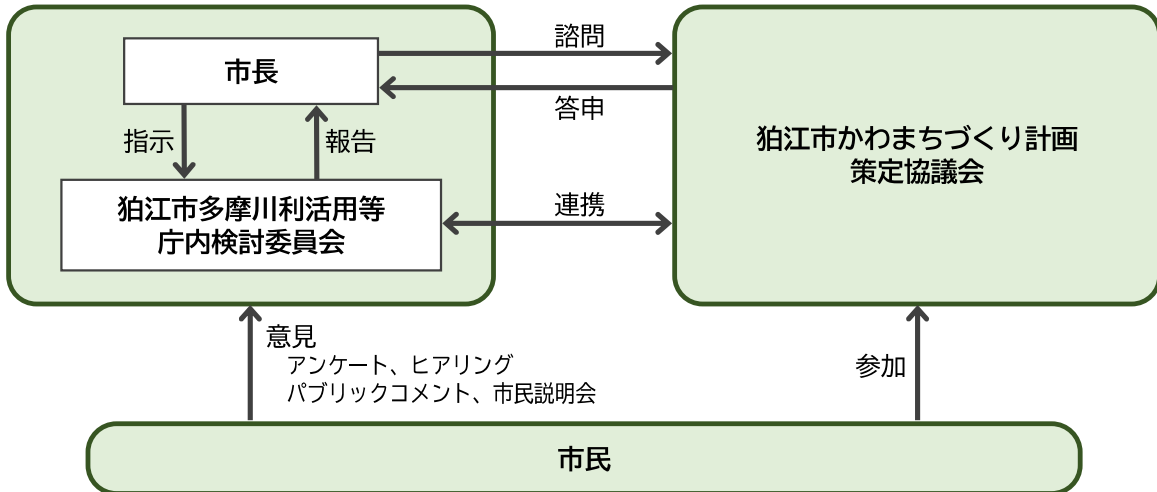 市長
諮問
答申
指示
報告
狛江市多摩川利活用等
庁内検討委員会
連携
狛江市かわまちづくり計画
策定協議会
意見
アンケート、ヒアリング
パブリックコメント、市民説明会
参加
市民